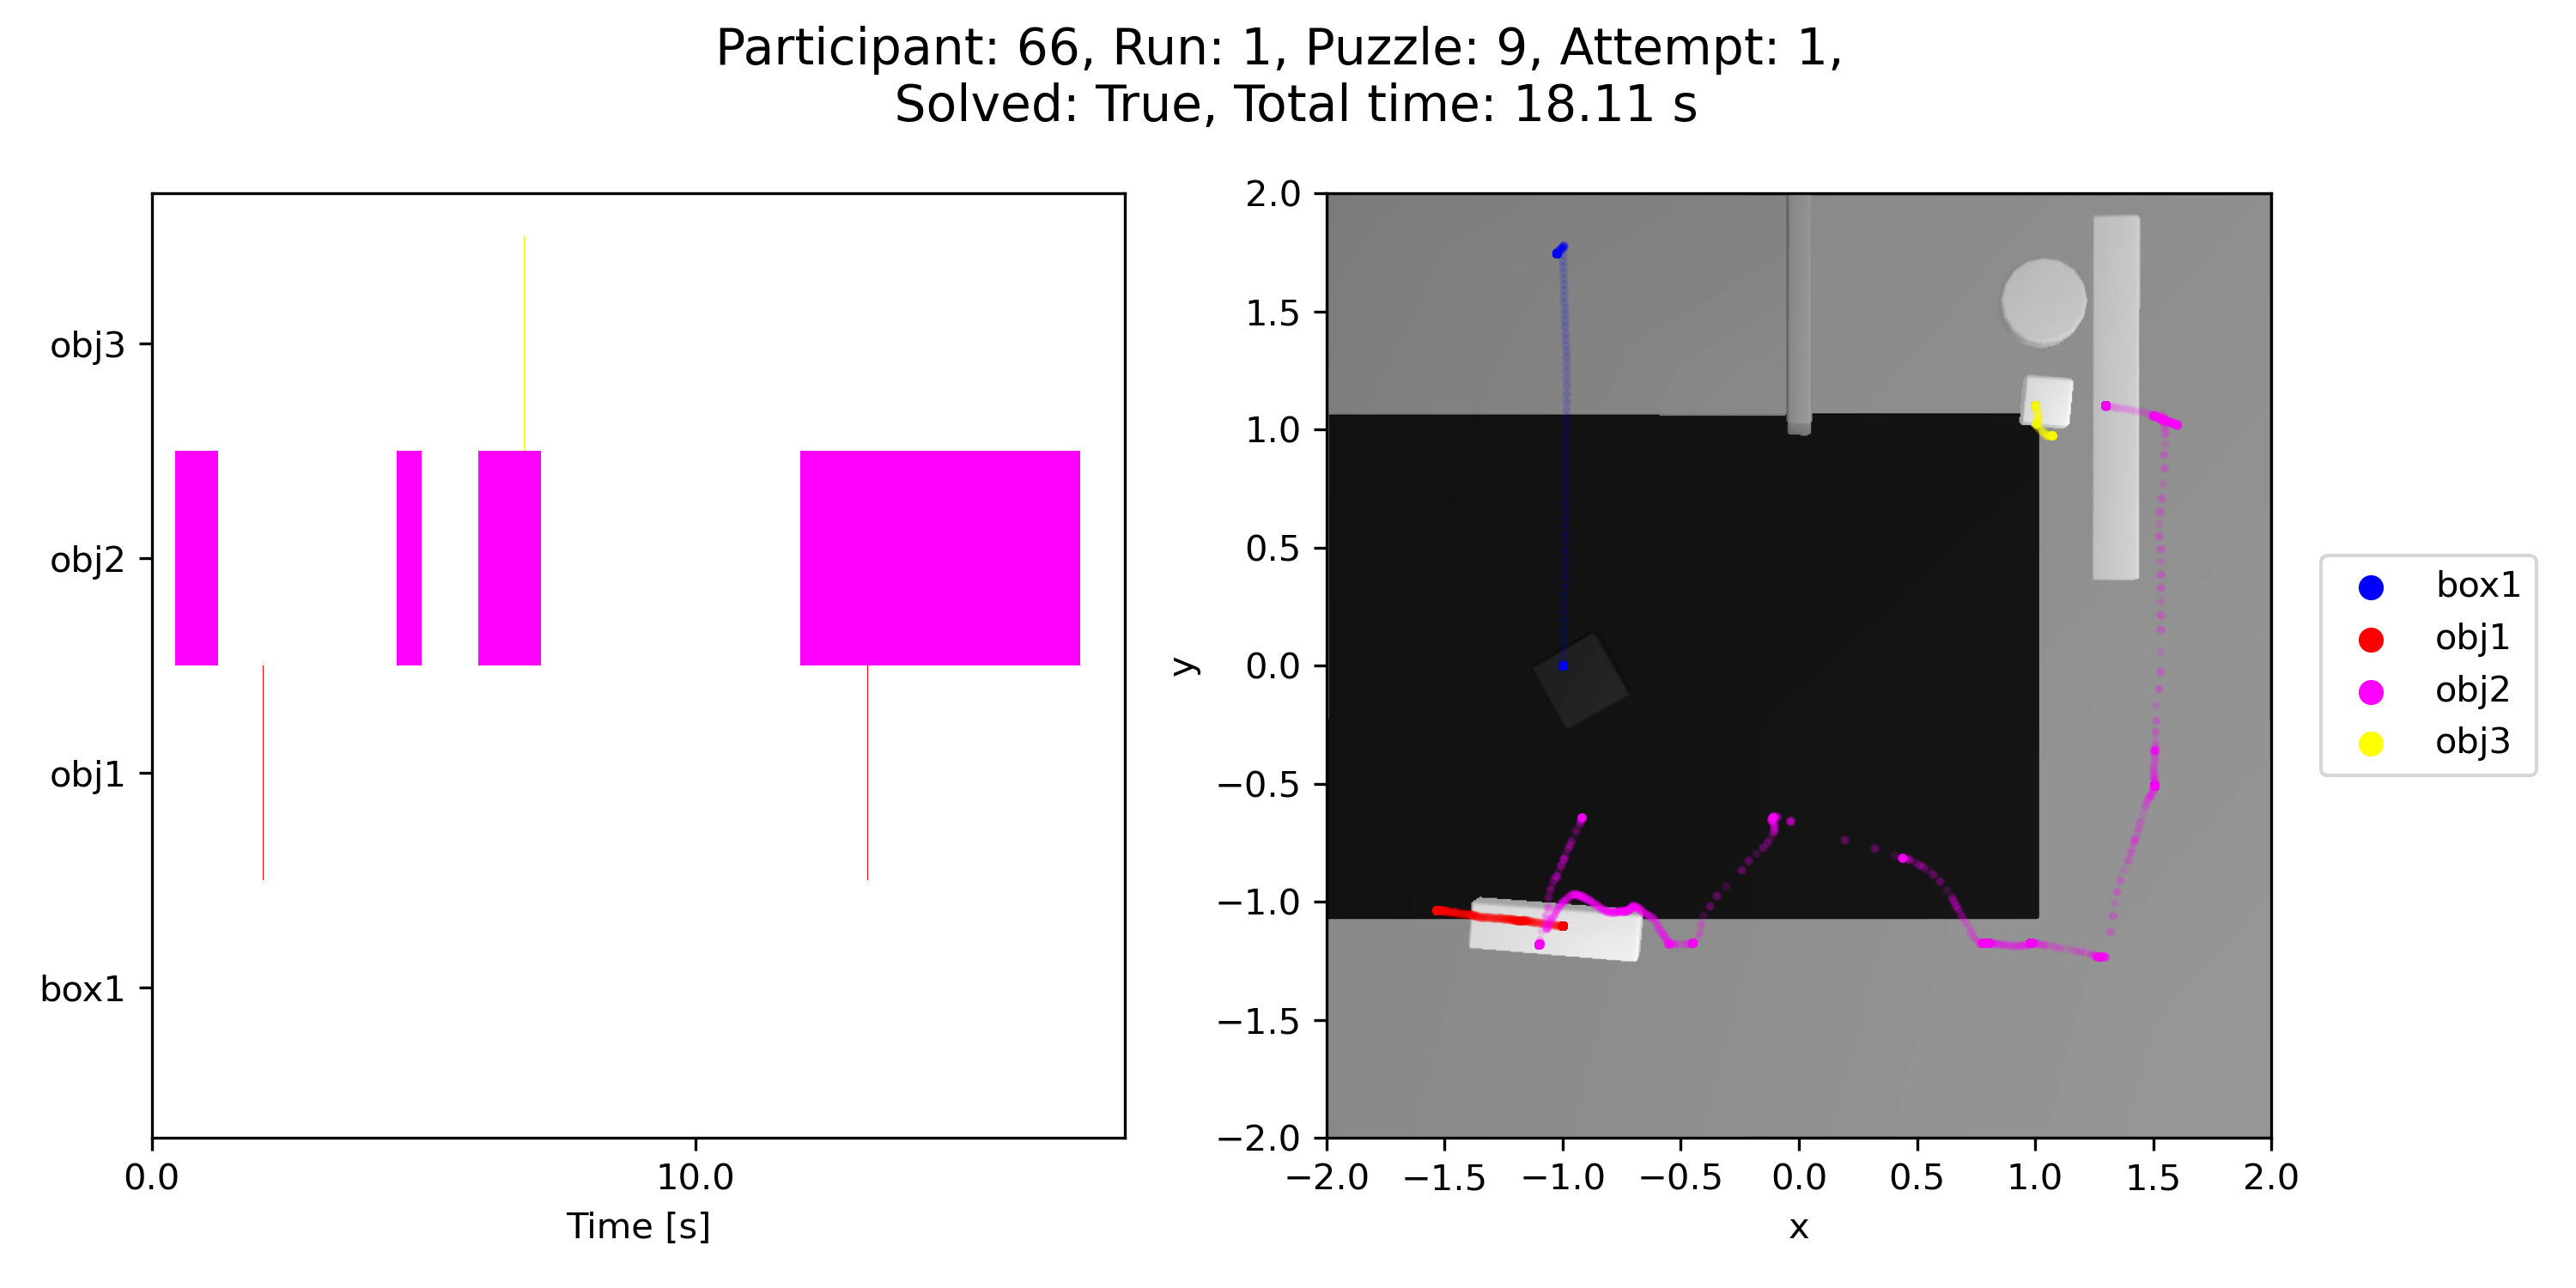 Participant: 66, Run: 1, Puzzle: 9, Attempt: 1,
Solved: True, Total time: 18.11 s
obj3
obj2
obj1
box1
0.0
10.0
Time [s]
2.0
1.5
1.0
0.5
0.0
−0.5
−1.0
−1.5
−2.0
y
−2.0
−1.5
−1.0
−0.5
0.0
0.5
1.0
1.5
2.0
x
box1
obj1
obj2
obj3